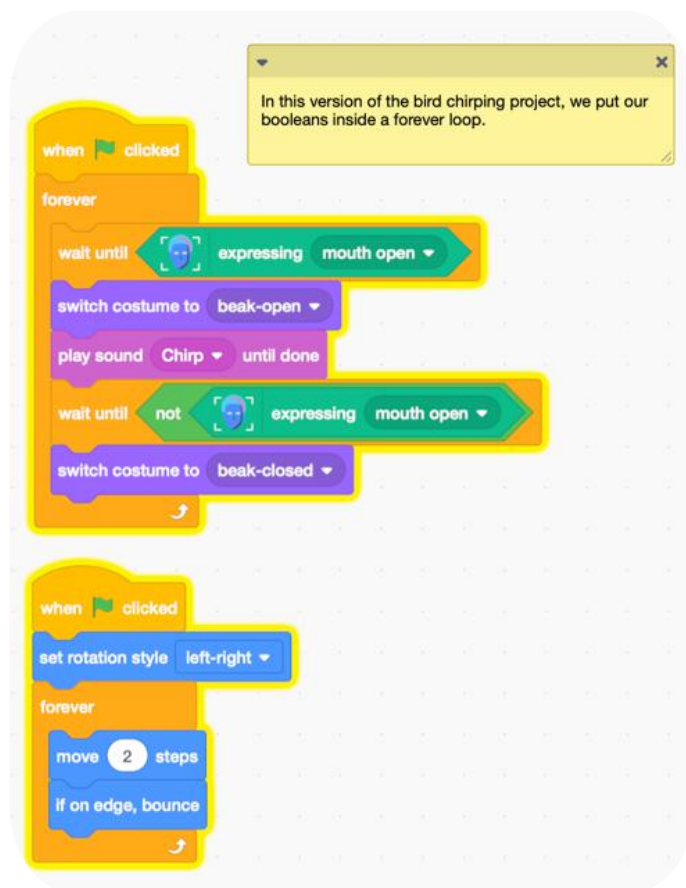 In this version of the bird chirping project, we put our
booleans inside a forever loop.
when clicked
forever
wait until expressing mouth open
switch costume to beak-open
play sound Chirp until done
wait until not expressing mouth open
switch costume to beak-closed
when clicked
set rotation style left-right
forever
move 2 steps
if on edge, bounce